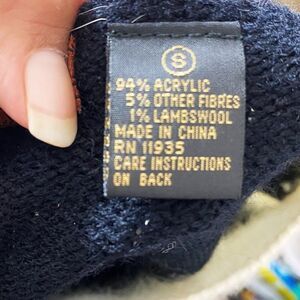 S
94% ACRYLIC
5% OTHER FIBRES
1% LAMBSWOOL
MADE IN CHINA
RN 11935
CARE INSTRUCTIONS
ON BACK